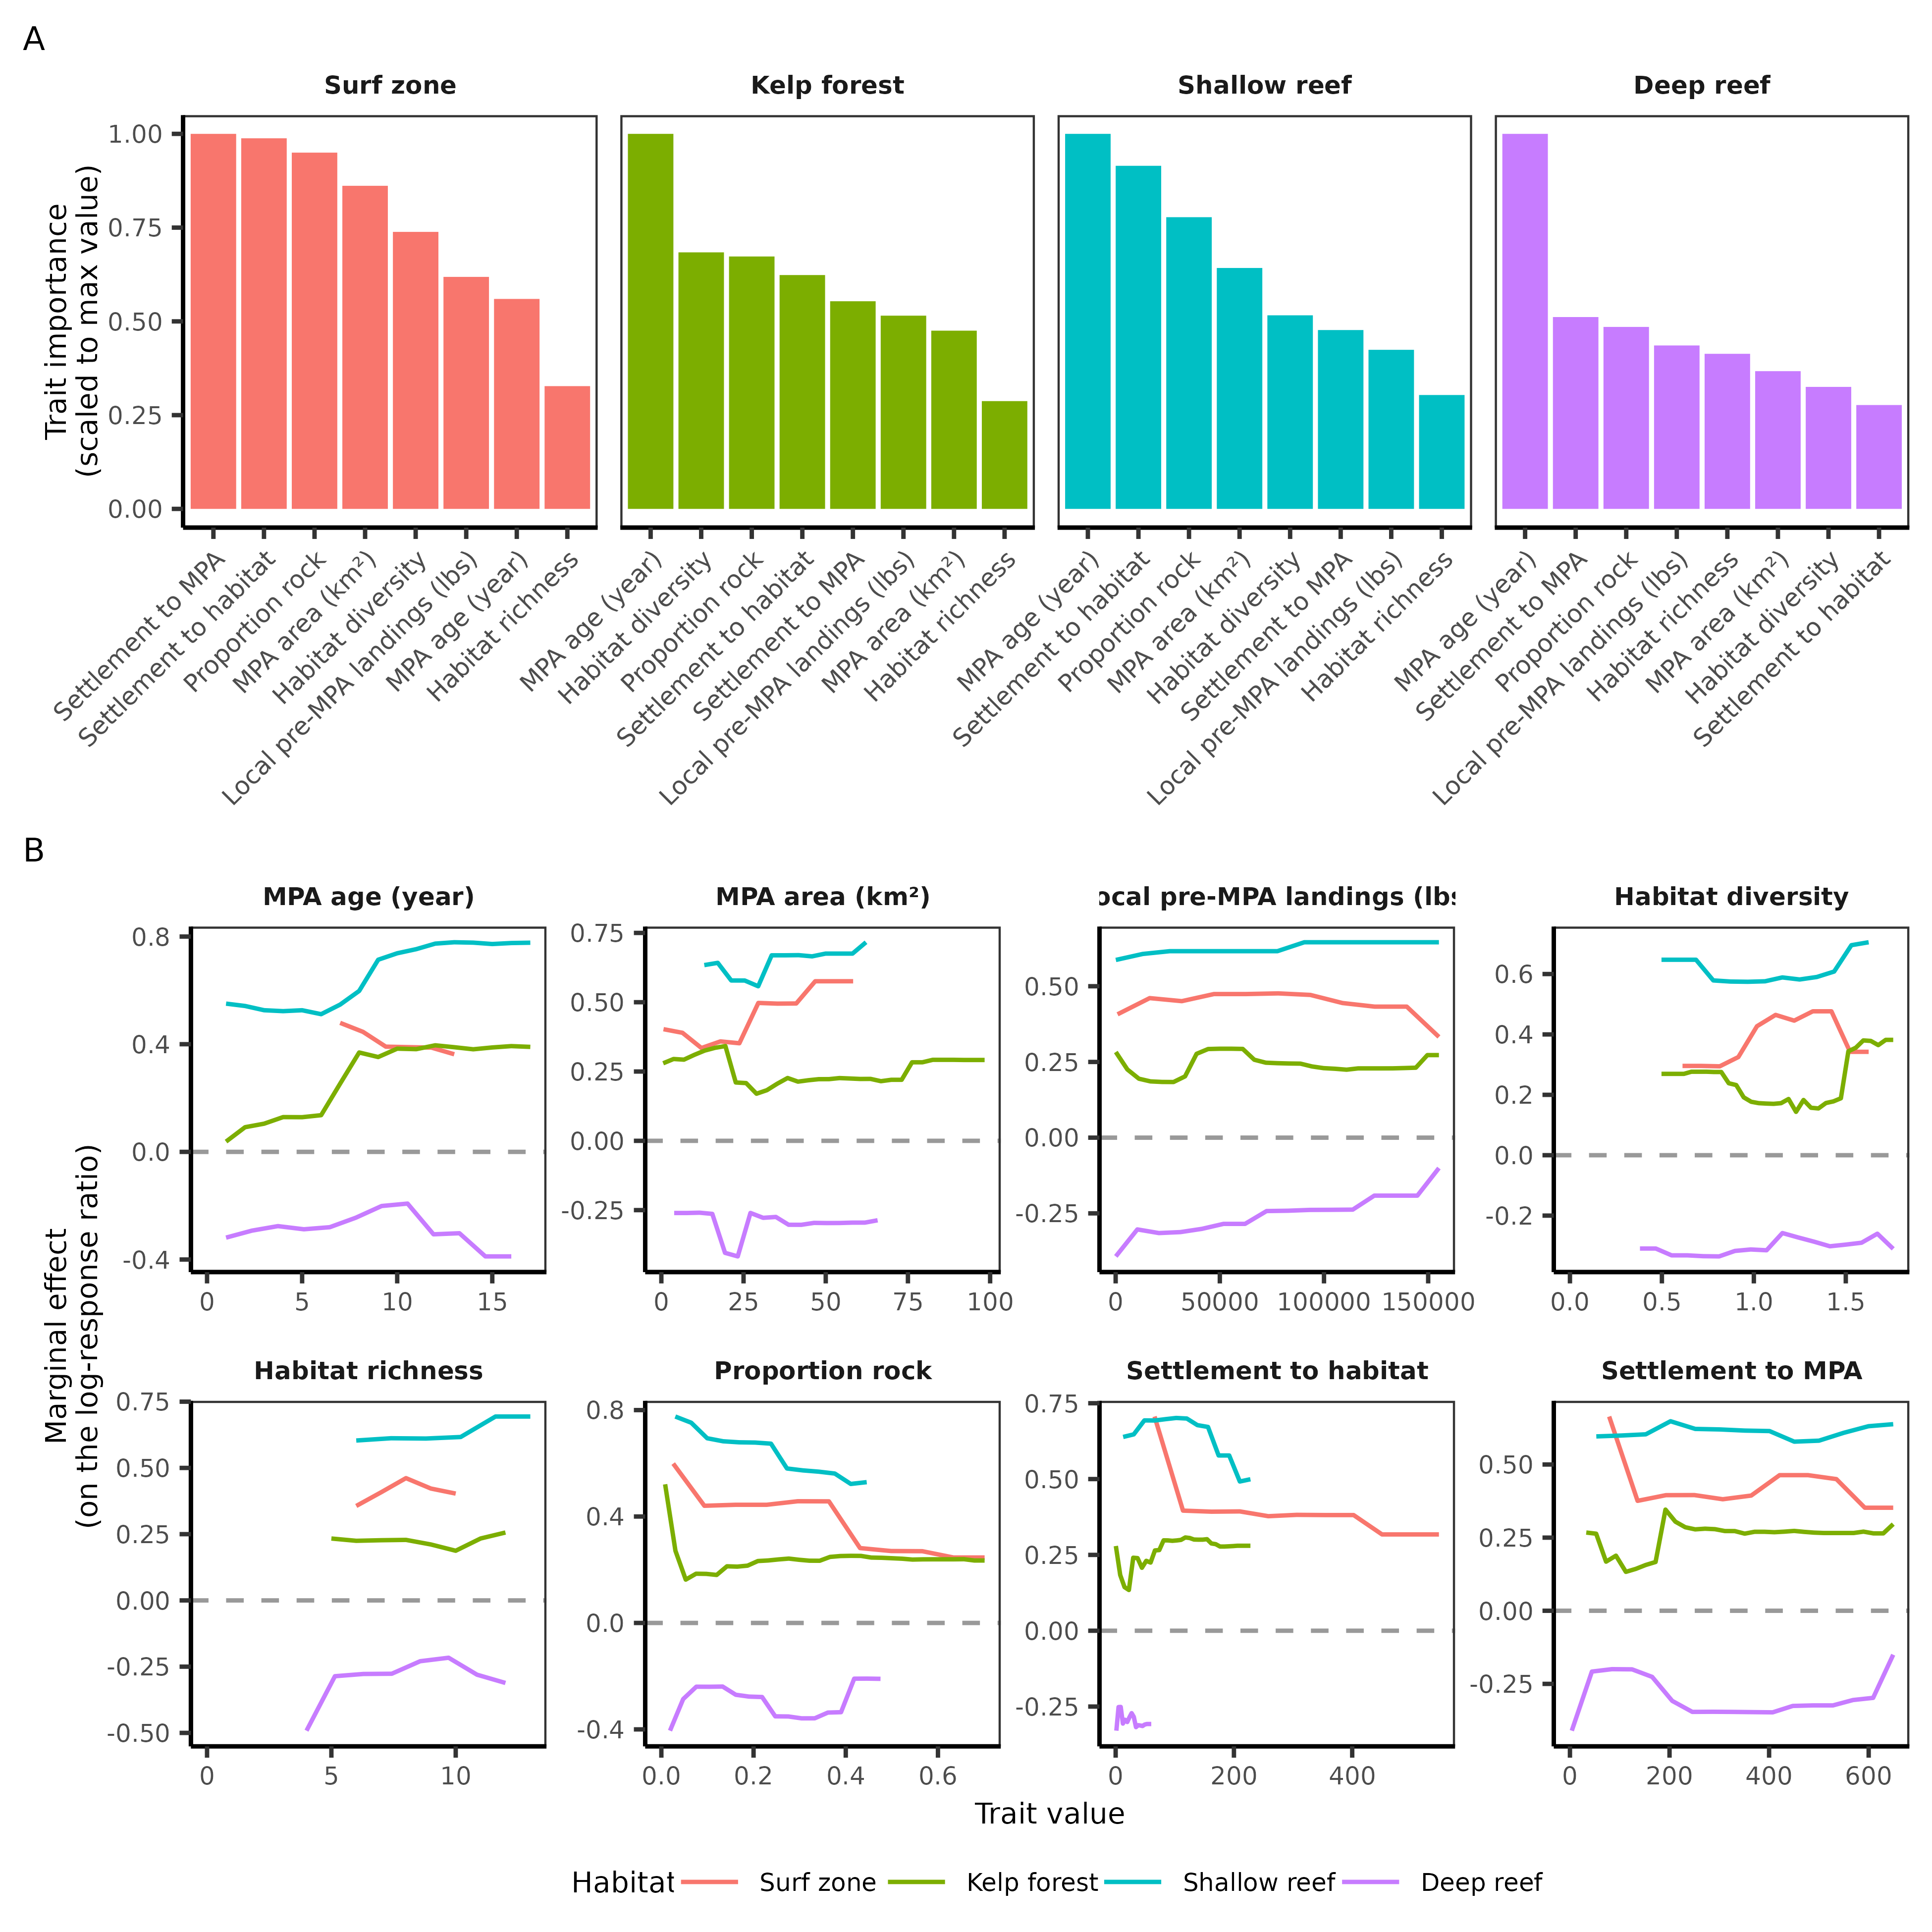 A
Surf zone
Kelp forest
Shallow reef
Deep reef
Trait importance
(scaled to max value)
1.00
0.75
0.50
0.25
0.00
Settlement to MPA
Settlement to habitat
Proportion rock
MPA area (km²)
Habitat diversity
Local pre-MPA landings (lbs)
MPA age (year)
Habitat richness
MPA age (year)
Habitat diversity
Proportion rock
Settlement to habitat
Settlement to MPA
Local pre-MPA landings (lbs)
MPA area (km²)
Habitat richness
MPA age (year)
Settlement to habitat
Proportion rock
MPA area (km²)
Habitat diversity
Settlement to MPA
Local pre-MPA landings (lbs)
Habitat richness
MPA age (year)
Settlement to MPA
Proportion rock
Local pre-MPA landings (lbs)
Habitat richness
MPA area (km²)
Habitat diversity
Settlement to habitat
B
Marginal effect
(on the log-response ratio)
MPA age (year)
0.8
0.4
0.0
-0.4
0 5 10 15
MPA area (km²)
0.75
0.50
0.25
0.00
-0.25
0 25 50 75 100
ocal pre-MPA landings (lbs
0.50
0.25
0.00
-0.25
0 50000 100000 150000
Habitat diversity
0.6
0.4
0.2
0.0
-0.2
0.0 0.5 1.0 1.5
Habitat richness
0.75
0.50
0.25
0.00
-0.25
-0.50
0 5 10
Proportion rock
0.8
0.4
0.0
-0.4
0.0 0.2 0.4 0.6
Settlement to habitat
0.75
0.50
0.25
0.00
-0.25
0 200 400
Settlement to MPA
0.50
0.25
0.00
-0.25
0 200 400 600
Trait value
Habitat Surf zone Kelp forest Shallow reef Deep reef